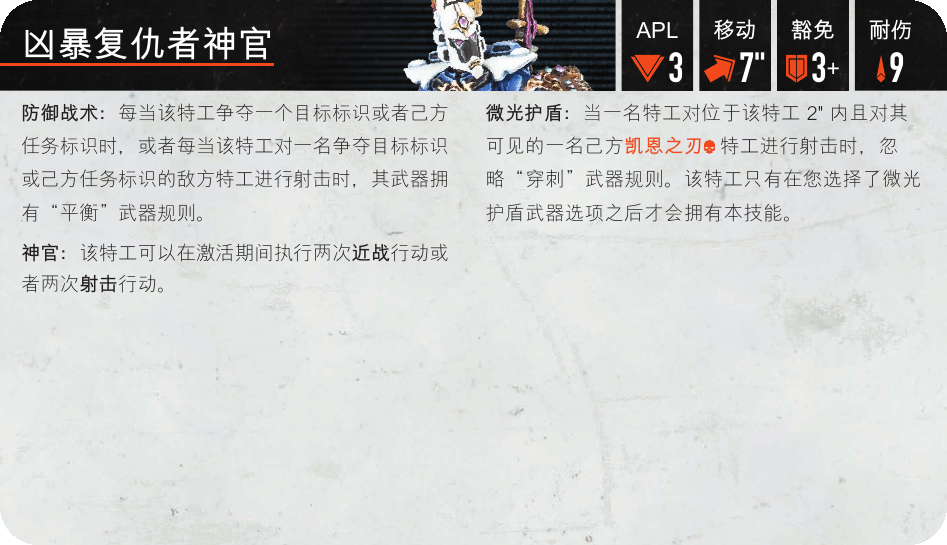 凶暴复仇者神官
APL
3
移动
7"
豁免
3+
耐伤
9
防御战术：每当该特工争夺一个目标标识或者己方
任务标识时，或者每当该特工对一名争夺目标标识
或己方任务标识的敌方特工进行射击时，其武器拥
有“平衡”武器规则。
神官：该特工可以在激活期间执行两次近战行动或
者两次射击行动。
微光护盾：当一名特工对位于该特工 2" 内且对其
可见的一名己方凯恩之刃特工进行射击时，忽
略“穿刺”武器规则。该特工只有在您选择了微光
护盾武器选项之后才会拥有本技能。